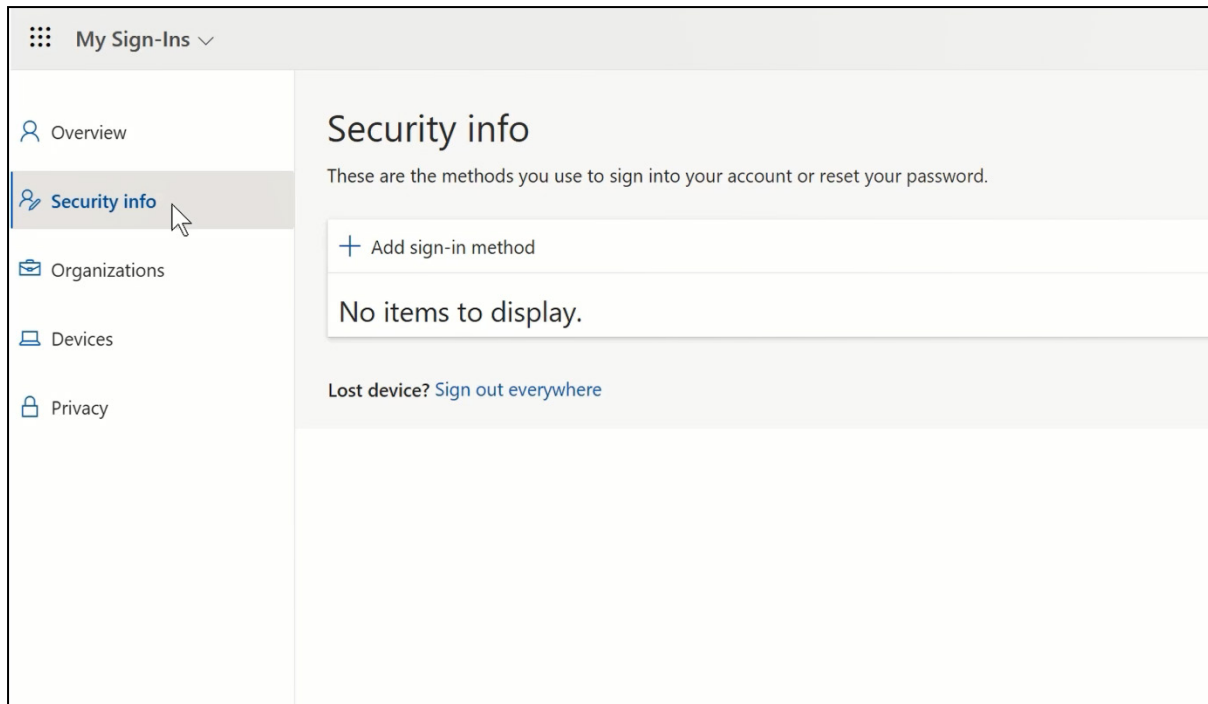 My Sign-Ins
Overview
Security info
Organizations
Devices
Privacy
Security info
These are the methods you use to sign into your account or reset your password.
Add sign-in method
No items to display.
Lost device? Sign out everywhere